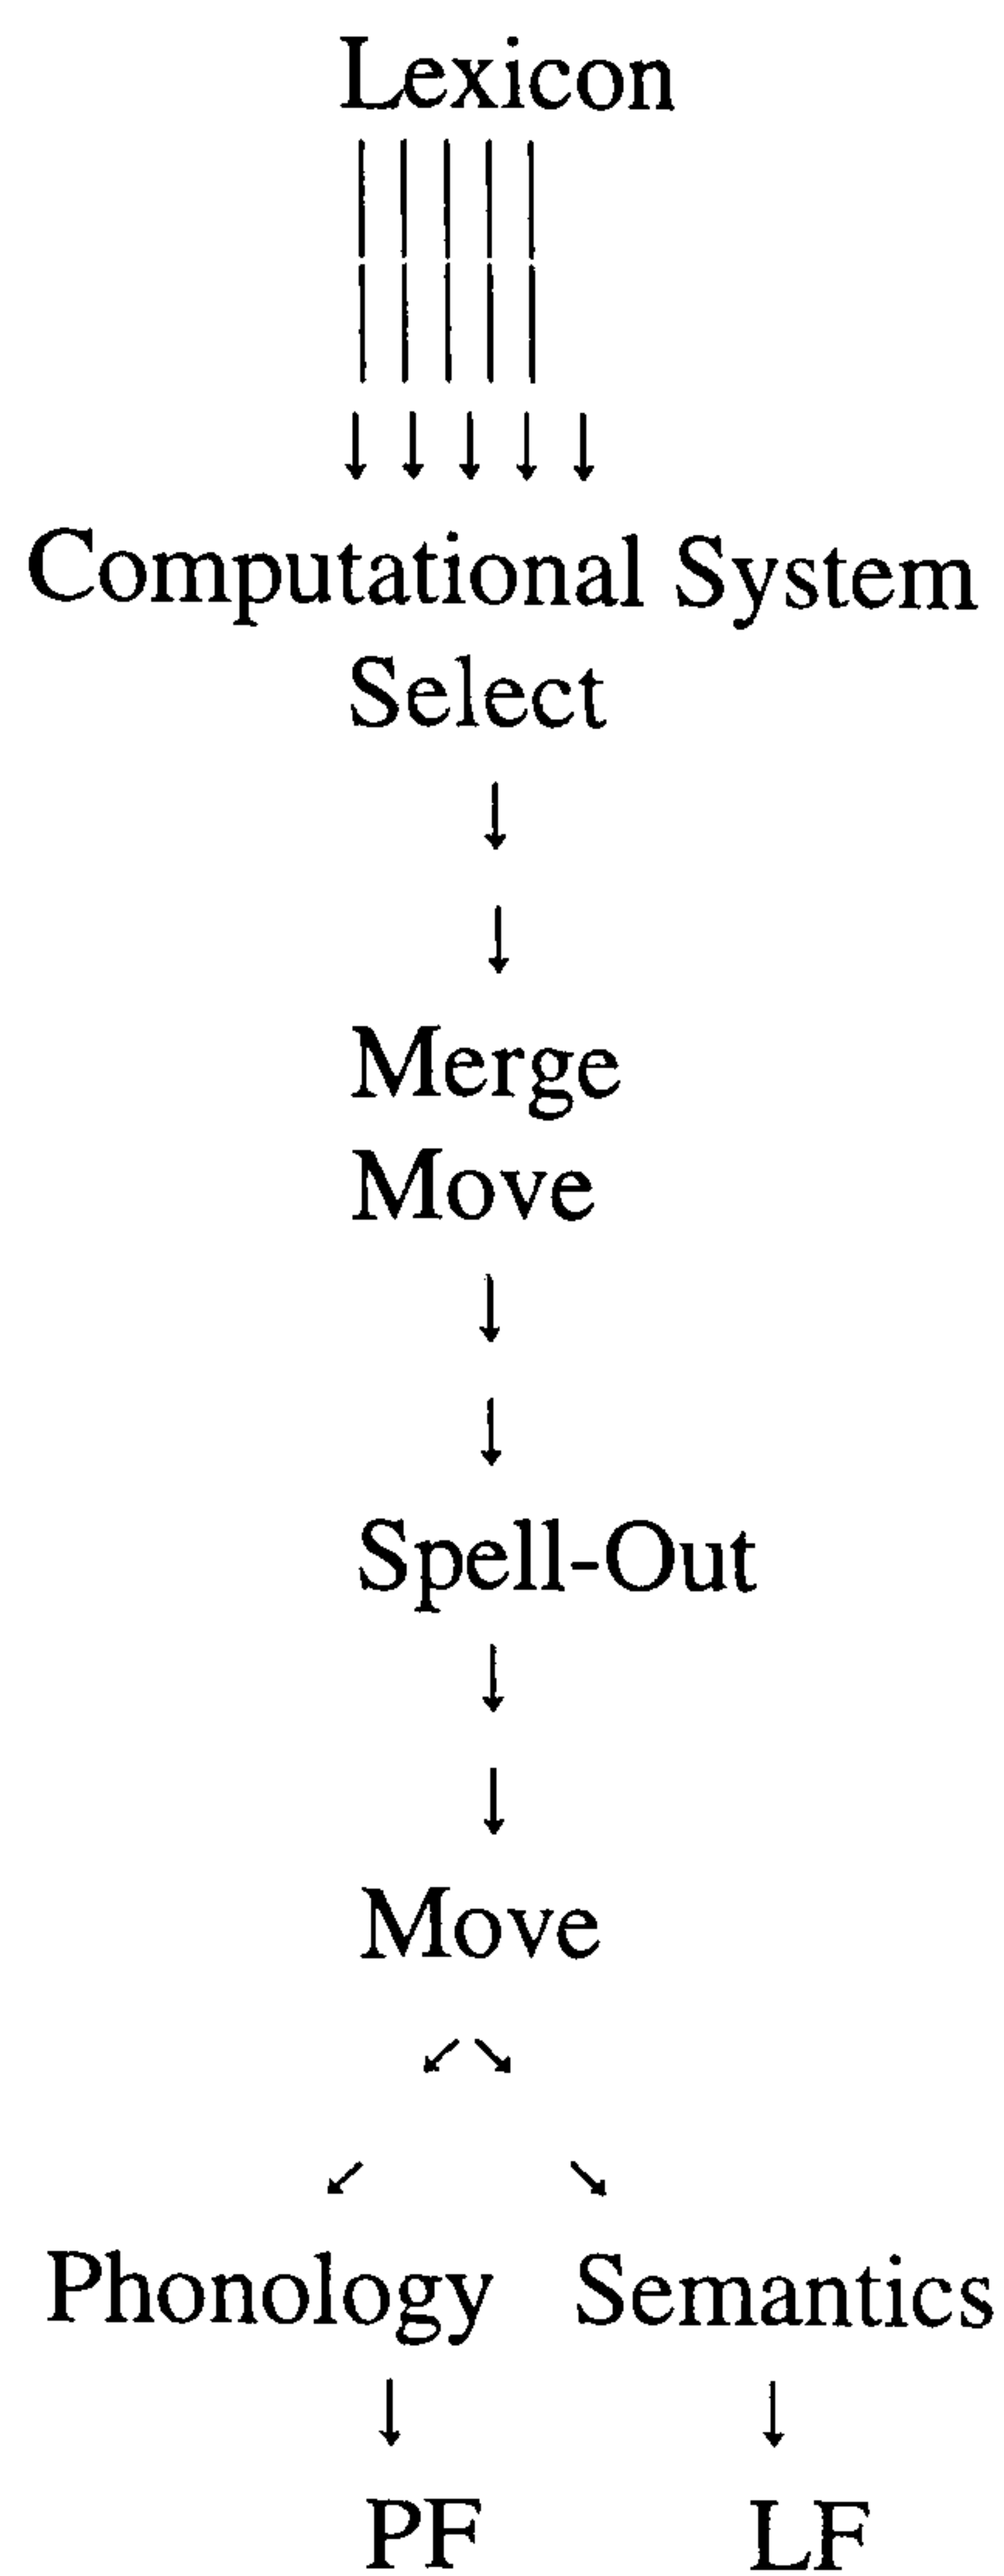 Lexicon
Computational System
Select
Merge
Move
Spell-Out
Move
Phonology Semantics
PF LF